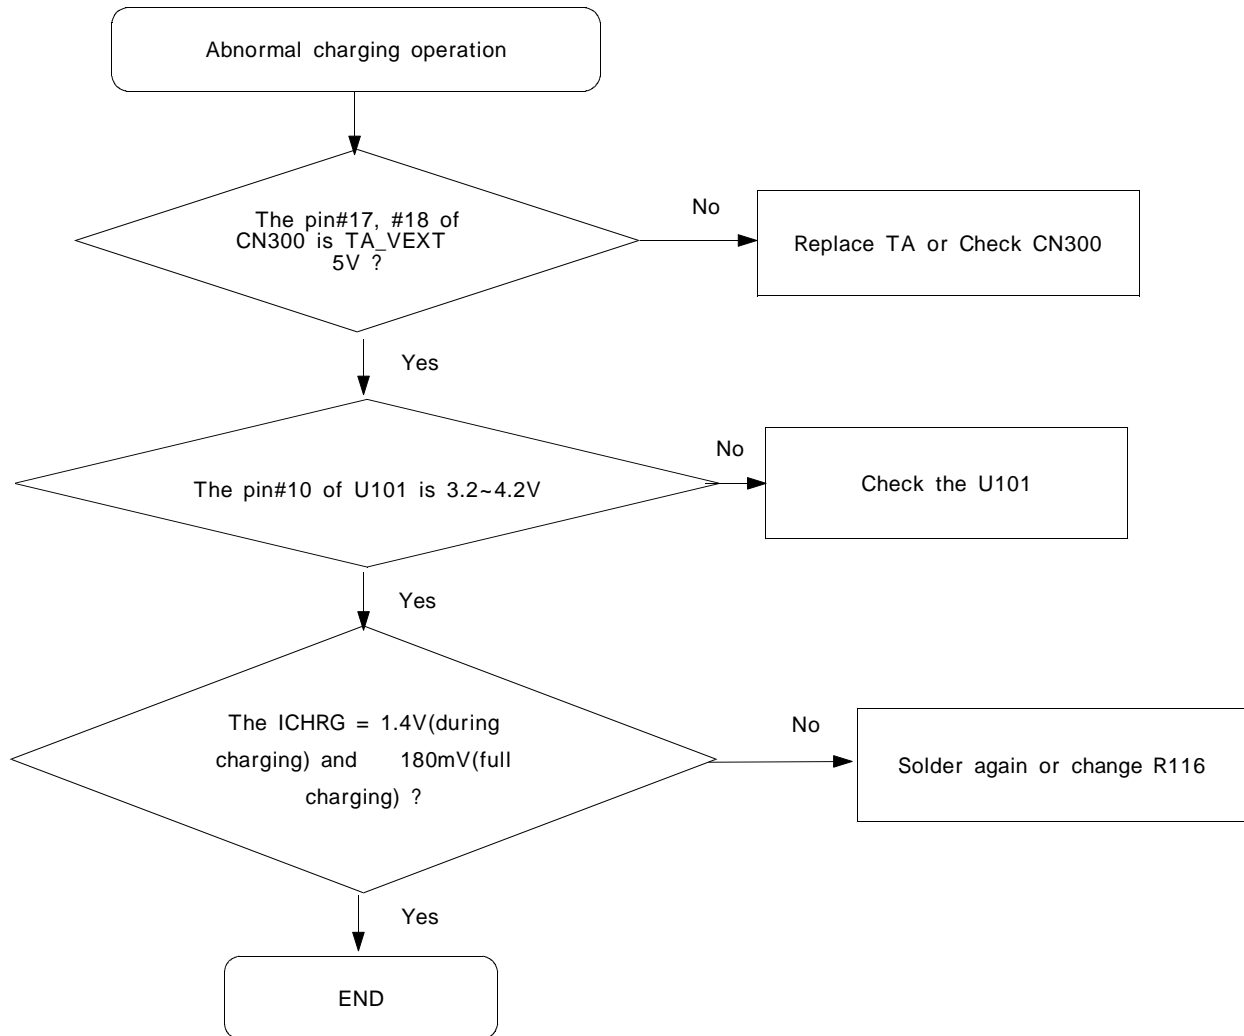 Abnormal charging operation
The pin#17, #18 of
CN300 is TA_VEXT
5V ?
No
Replace TA or Check CN300
Yes
The pin#10 of U101 is 3.2~4.2V
No
Check the U101
Yes
The ICHRG = 1.4V(during
charging) and 180mV(full
charging) ?
No
Solder again or change R116
Yes
END